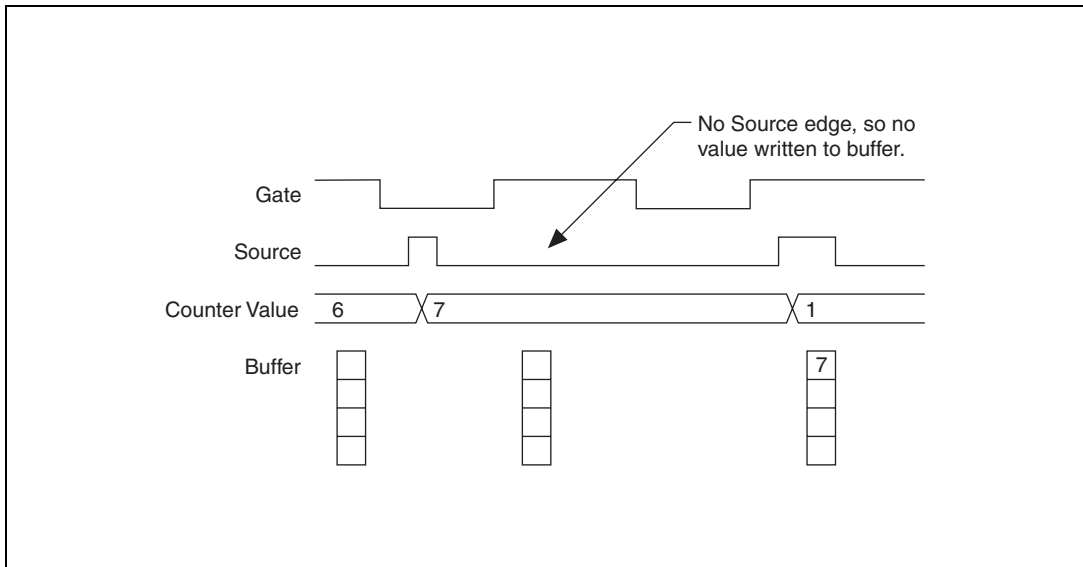 No Source edge, so no
value written to buffer.
Gate
Source
Counter Value 6 7 1
Buffer 7